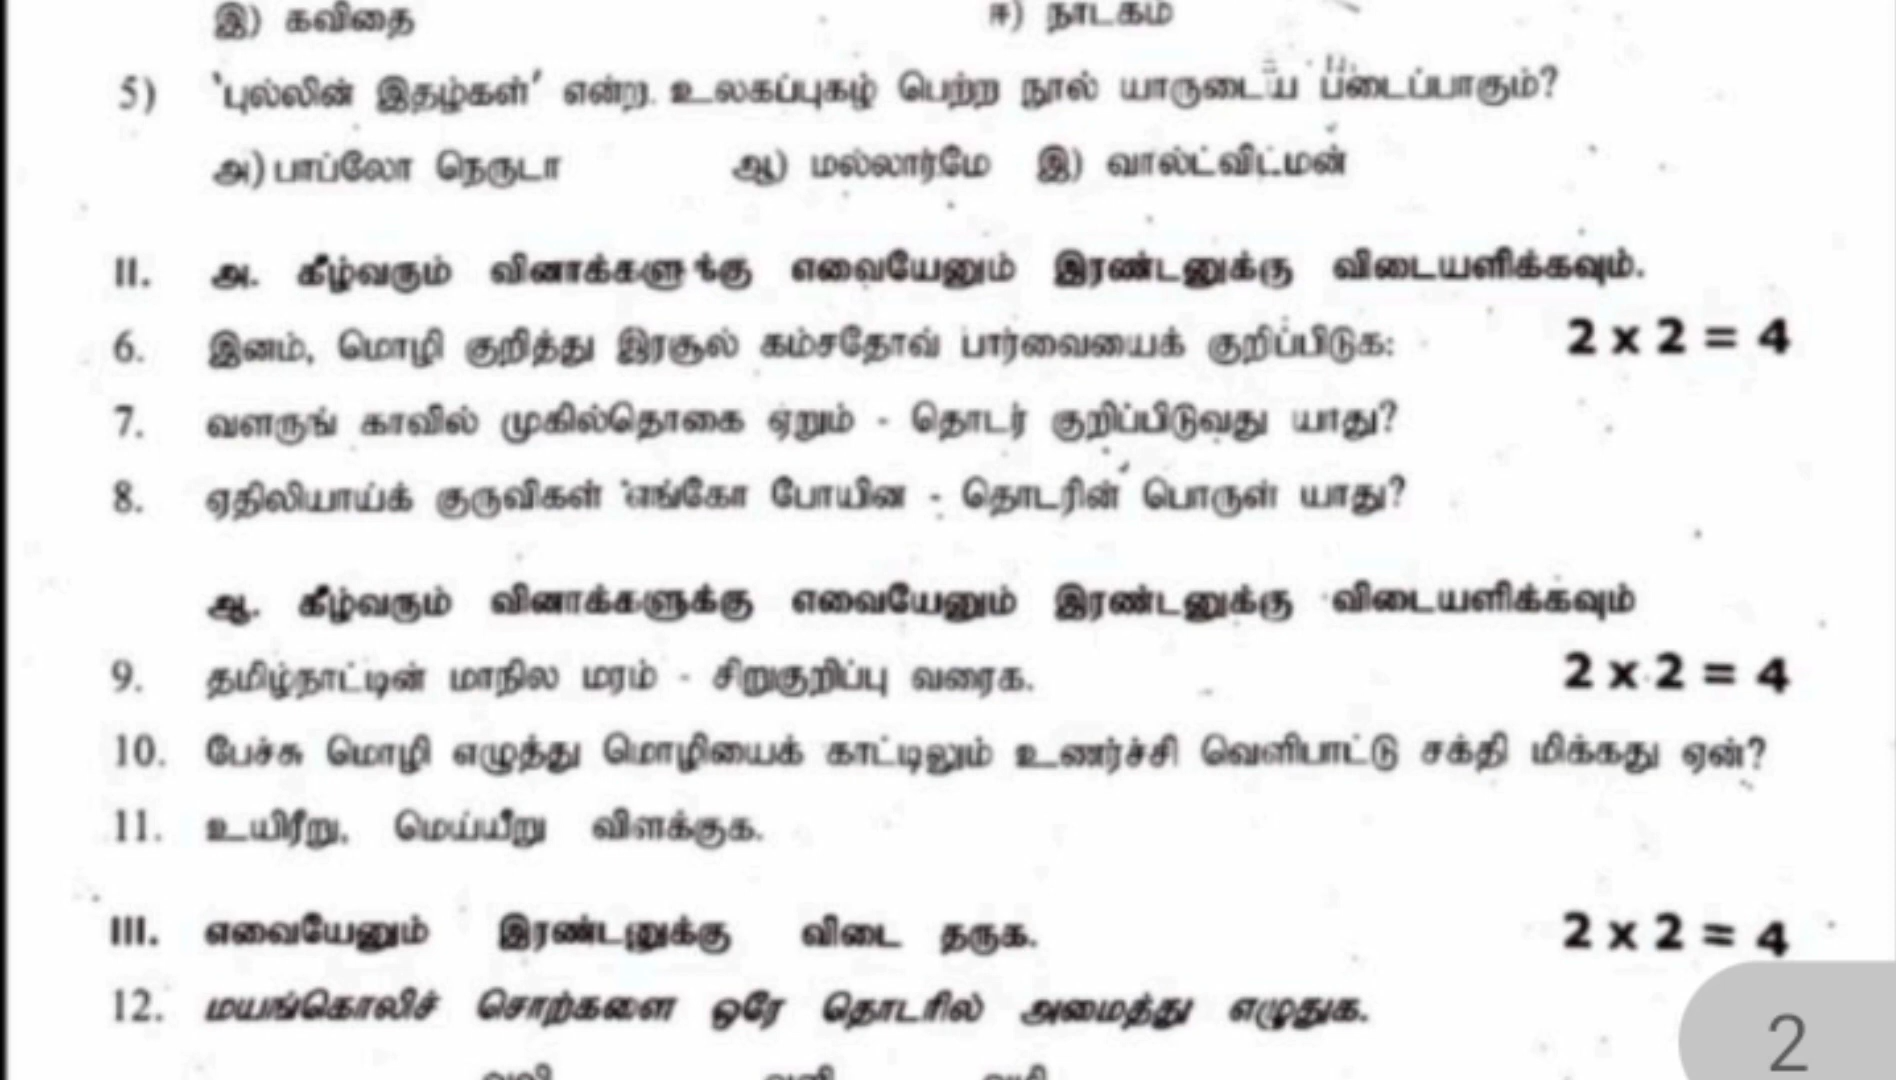 இ) கவிதை ஈ) நாடகம்
5) 'புல்லின் இதழ்கள்' என்ற உலகப்புகழ் பெற்ற நூல் யாருடைய படைப்பாகும்?
அ) பாப்லோ நெருடா ஆ) மல்லார்மே இ) வால்ட்விட்மன்
II. அ. கீழ்வரும் வினாக்களுக்கு எவையேனும் இரண்டனுக்கு விடையளிக்கவும்.
6. இனம், மொழி குறித்து இரசூல் கம்சதோவ் பார்வையைக் குறிப்பிடுக: 2 x 2 = 4
7. வளருங் காவில் முகில்தொகை ஏறும் - தொடர் குறிப்பிடுவது யாது?
8. ஏதிலியாய்க் குருவிகள் எங்கோ போயின - தொடரின் பொருள் யாது?
ஆ. கீழ்வரும் வினாக்களுக்கு எவையேனும் இரண்டனுக்கு விடையளிக்கவும்
9. தமிழ்நாட்டின் மாநில மரம் - சிறுகுறிப்பு வரைக. 2 x 2 = 4
10. பேச்சு மொழி எழுத்து மொழியைக் காட்டிலும் உணர்ச்சி வெளிபாட்டு சக்தி மிக்கது ஏன்?
11. உயிரீறு, மெய்யீறு விளக்குக.
III. எவையேனும் இரண்டனுக்கு விடை தருக. 2 x 2 = 4
12. மயங்கொலிச் சொற்களை ஒரே தொடரில் அமைத்து எழுதுக.
2